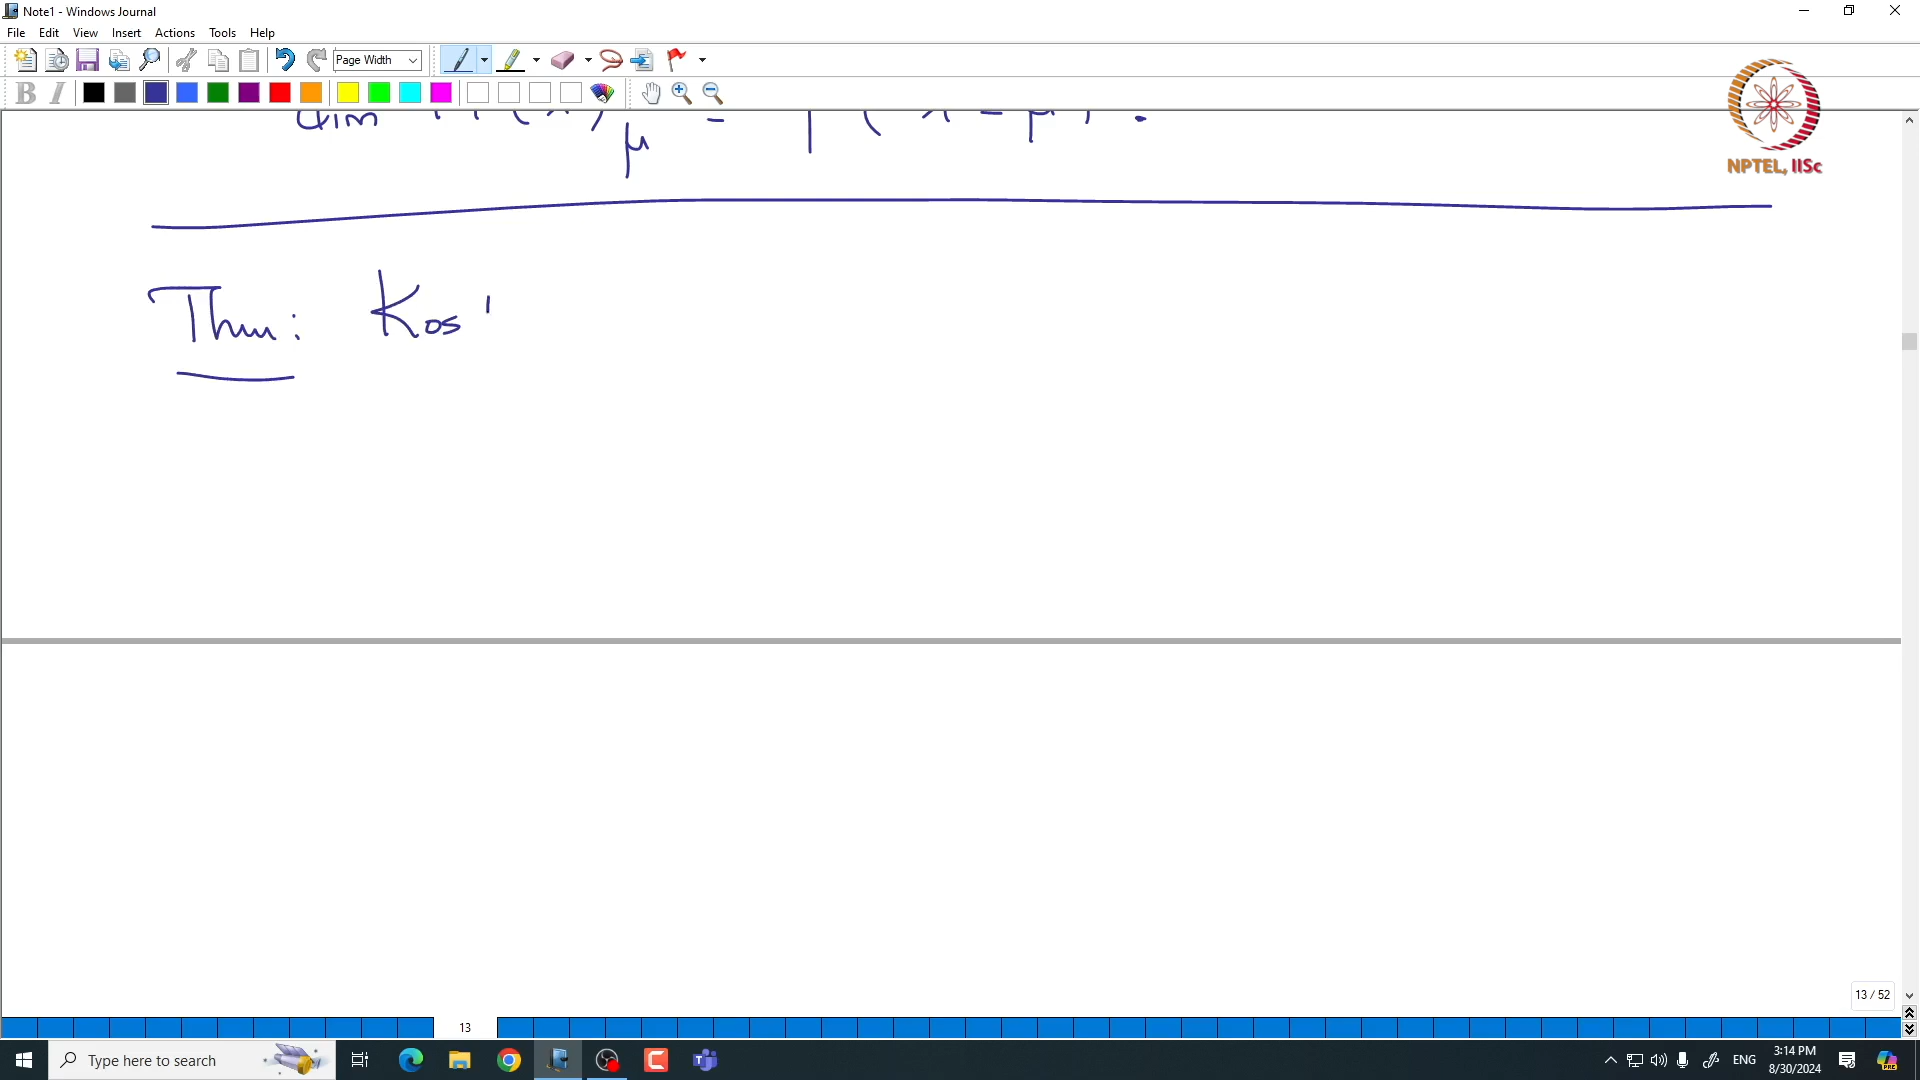 Note1 - Windows Journal
File Edit View Insert Actions Tools Help
Page Width
B I
NPTEL, IISc
dim M(λ)μ = p(λ-μ).
Thm: Kos
13 / 52
13
Type here to search
ENG
3:14 PM
8/30/2024